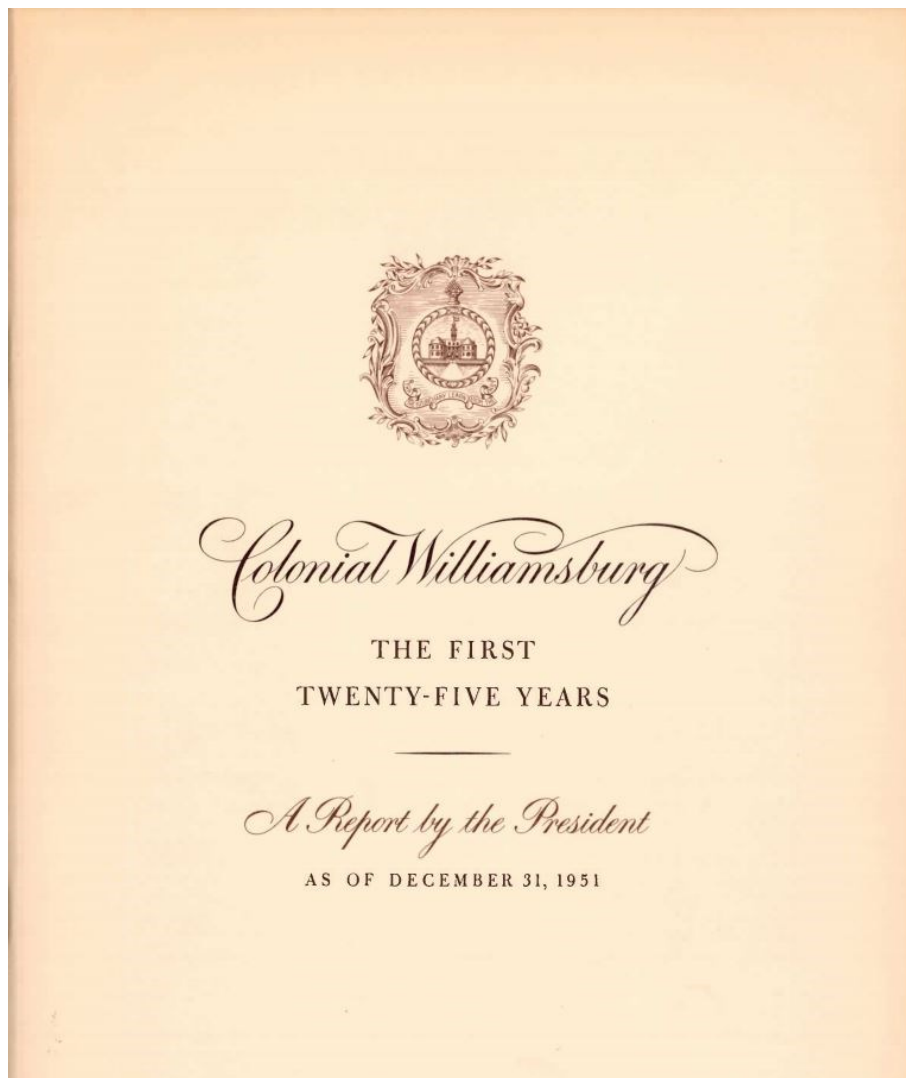 Colonial Williamsburg
THE FIRST
TWENTY-FIVE YEARS
A Report by the President
AS OF DECEMBER 31, 1951